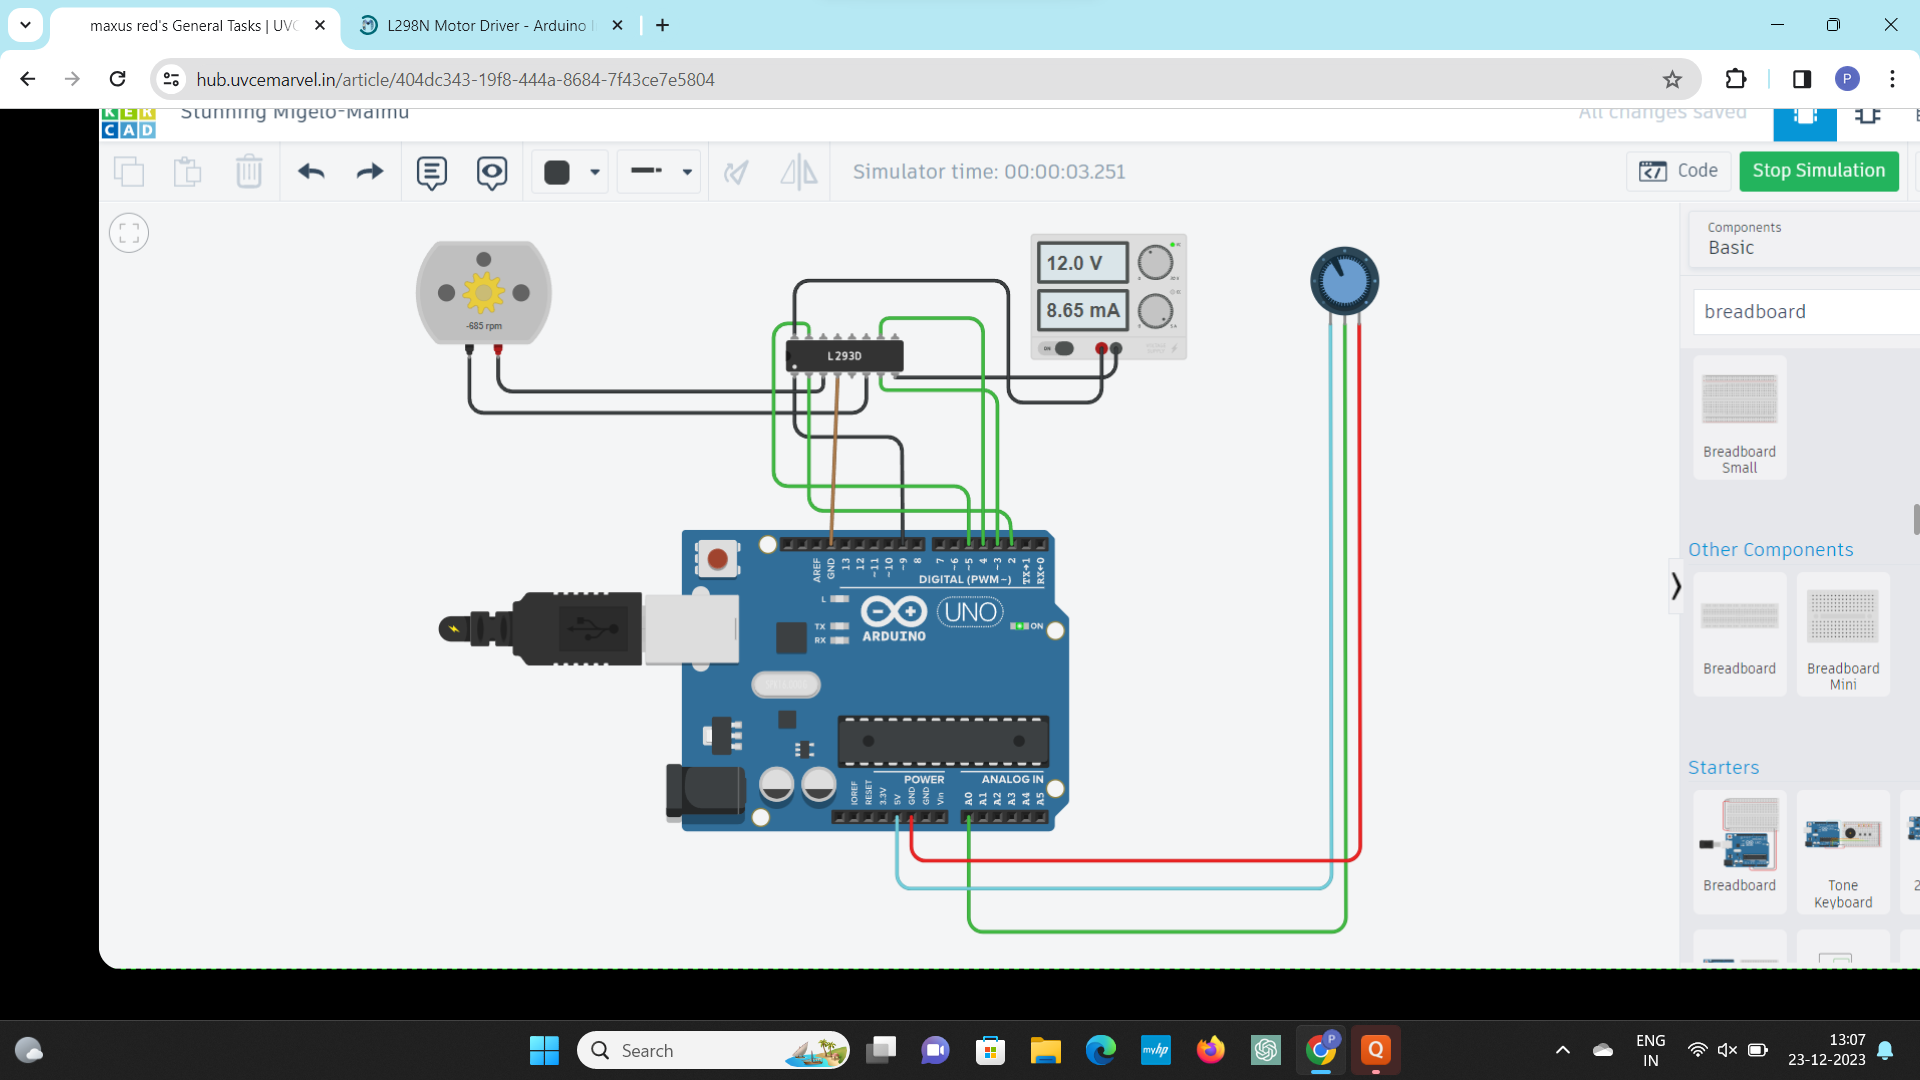 maxus red's General Tasks | UVC
L298N Motor Driver - Arduino I
hub.uvcemarvel.in/article/404dc343-19f8-444a-8684-7f43ce7e5804
P
KER
CAD
Stunning Migelo-Maimu
All changes saved
Simulator time: 00:00:03.251
Code
Stop Simulation
Components
Basic
breadboard
Breadboard
Small
Other Components
Breadboard
Breadboard
Mini
Starters
Breadboard
Tone
Keyboard
2
-685 rpm
12.0 V
8.65 mA
ON
L293D
AREF
GND
13
12
~11
~10
~9
8
7
~6
~5
4
~3
2
TX→1
RX←0
DIGITAL (PWM~)
L
TX
RX
ARDUINO
UNO
ON
POWER
ANALOG IN
IOREF
RESET
3.3V
5V
GND
GND
Vin
A0
A1
A2
A3
A4
A5
Search
myhp
P
Q
ENG
IN
13:07
23-12-2023